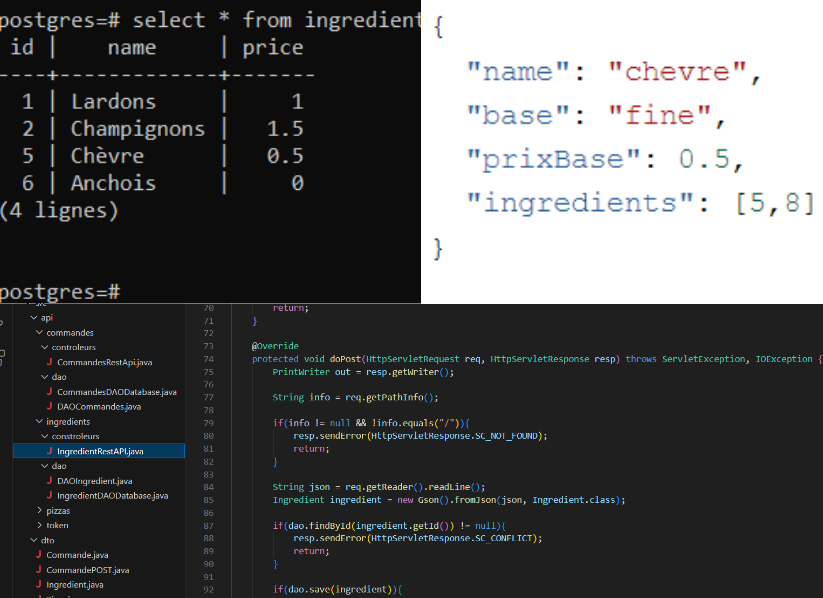 postgres=# select * from ingredient
id | name | price
----+-------------+-------
1 | Lardons | 1
2 | Champignons | 1.5
5 | Chèvre | 0.5
6 | Anchois | 0
(4 lignes)
postgres=#
{
"name": "chevre",
"base": "fine",
"prixBase": 0.5,
"ingredients": [5,8]
}
api
commandes
controleurs
J CommandesRestApi.java
dao
J CommandesDAODatabase.java
J DAOCommandes.java
ingredients
constroleurs
J IngredientRestAPI.java
dao
J DAOIngredient.java
J IngredientDAODatabase.java
pizzas
token
dto
J Commande.java
J CommandePOST.java
J Ingredient.java
70 return;
71 }
72
73 @Override
74 protected void doPost(HttpServletRequest req, HttpServletResponse resp) throws ServletException, IOException {
75 PrintWriter out = resp.getWriter();
76
77 String info = req.getPathInfo();
78
79 if(info != null && !info.equals("/")){
80 resp.sendError(HttpServletResponse.SC_NOT_FOUND);
81 return;
82 }
83
84 String json = req.getReader().readLine();
85 Ingredient ingredient = new Gson().fromJson(json, Ingredient.class);
86
87 if(dao.findById(ingredient.getId()) != null){
88 resp.sendError(HttpServletResponse.SC_CONFLICT);
89 return;
90 }
91
92 if(dao.save(ingredient)){